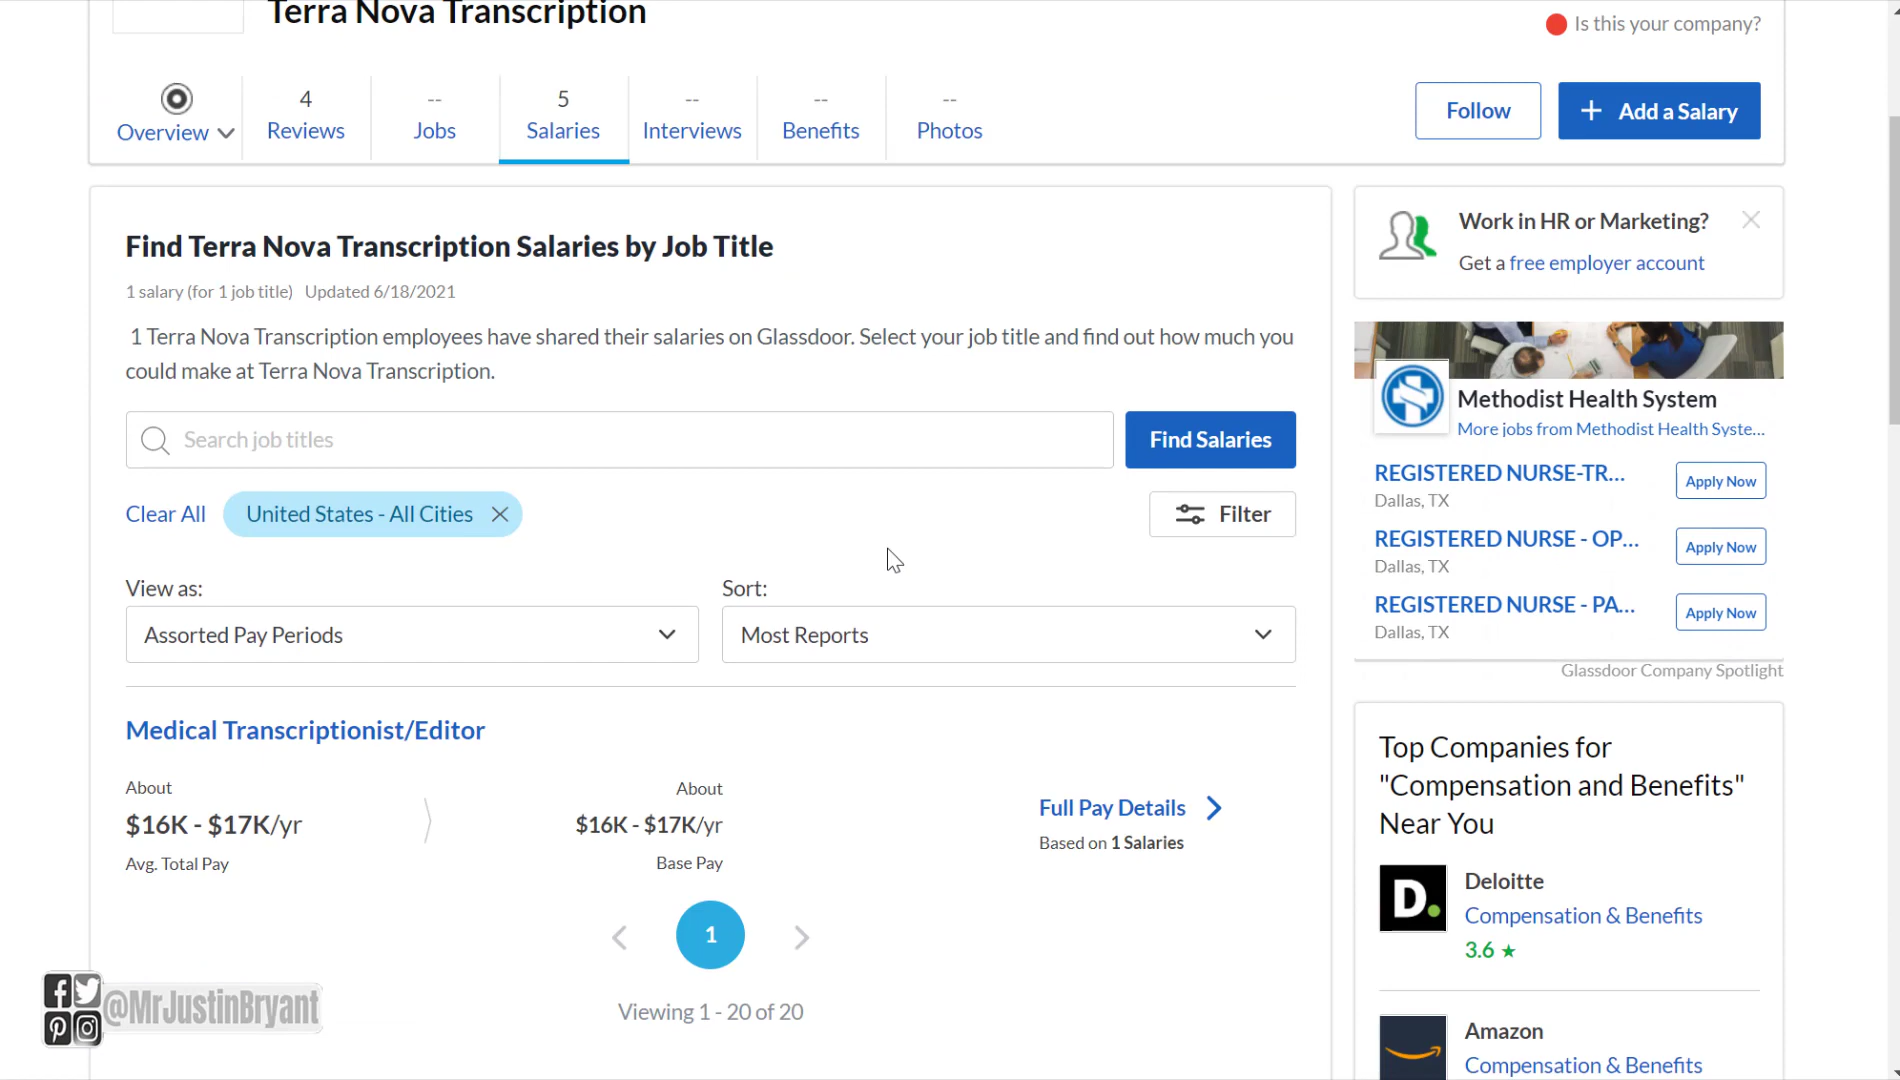 Terra Nova Transcription
Is this your company?
Overview
4
Reviews
--
Jobs
5
Salaries
--
Interviews
--
Benefits
--
Photos
Follow
+ Add a Salary
Find Terra Nova Transcription Salaries by Job Title
1 salary (for 1 job title) Updated 6/18/2021
1 Terra Nova Transcription employees have shared their salaries on Glassdoor. Select your job title and find out how much you
could make at Terra Nova Transcription.
Search job titles
Find Salaries
Clear All
United States - All Cities
Filter
View as:
Assorted Pay Periods
Sort:
Most Reports
Medical Transcriptionist/Editor
About
$16K - $17K/yr
Avg. Total Pay
About
$16K - $17K/yr
Base Pay
Full Pay Details
Based on 1 Salaries
1
Viewing 1 - 20 of 20
@MrJustinBryant
Work in HR or Marketing?
Get a free employer account
Methodist Health System
More jobs from Methodist Health Syste...
REGISTERED NURSE-TR...
Dallas, TX
Apply Now
REGISTERED NURSE - OP...
Dallas, TX
Apply Now
REGISTERED NURSE - PA...
Dallas, TX
Apply Now
Glassdoor Company Spotlight
Top Companies for
"Compensation and Benefits"
Near You
D.
Deloitte
Compensation & Benefits
3.6 ★
Amazon
Compensation & Benefits